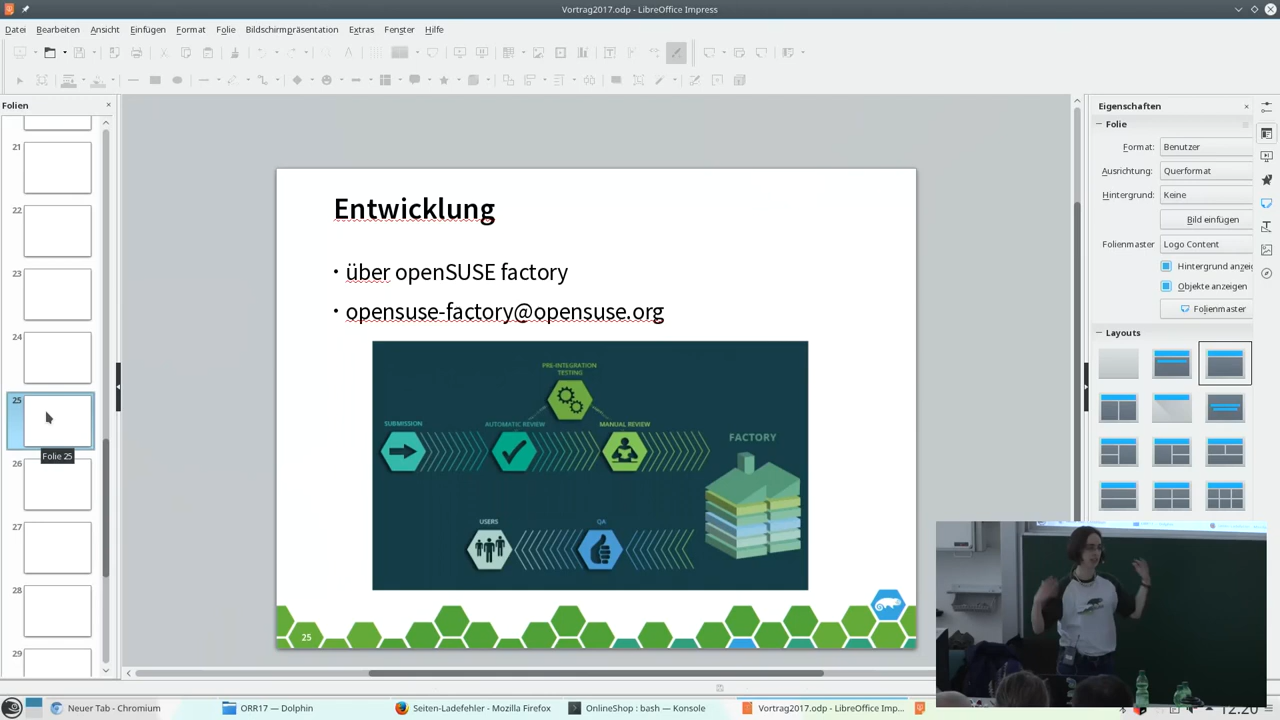 Vortrag2017.odp - LibreOffice Impress
Datei Bearbeiten Ansicht Einfügen Format Folie Bildschirmpräsentation Extras Fenster Hilfe
Folien
21
22
23
24
25
Folie 25
26
27
28
29
Entwicklung
• über openSUSE factory
• opensuse-factory@opensuse.org
PRE-INTEGRATION
TESTING
SUBMISSION
AUTOMATIC REVIEW
MANUAL REVIEW
FACTORY
USERS
QA
25
Eigenschaften
Folie
Format: Benutzer
Ausrichtung: Querformat
Hintergrund: Keine
Bild einfügen
Folienmaster Logo Content
Hintergrund anzeig
Objekte anzeigen
Folienmaster
Layouts
Neuer Tab - Chromium
ORR17 — Dolphin
Seiten-Ladefehler - Mozilla Firefox
OnlineShop : bash — Konsole
Vortrag2017.odp - LibreOffice Imp...
12:20